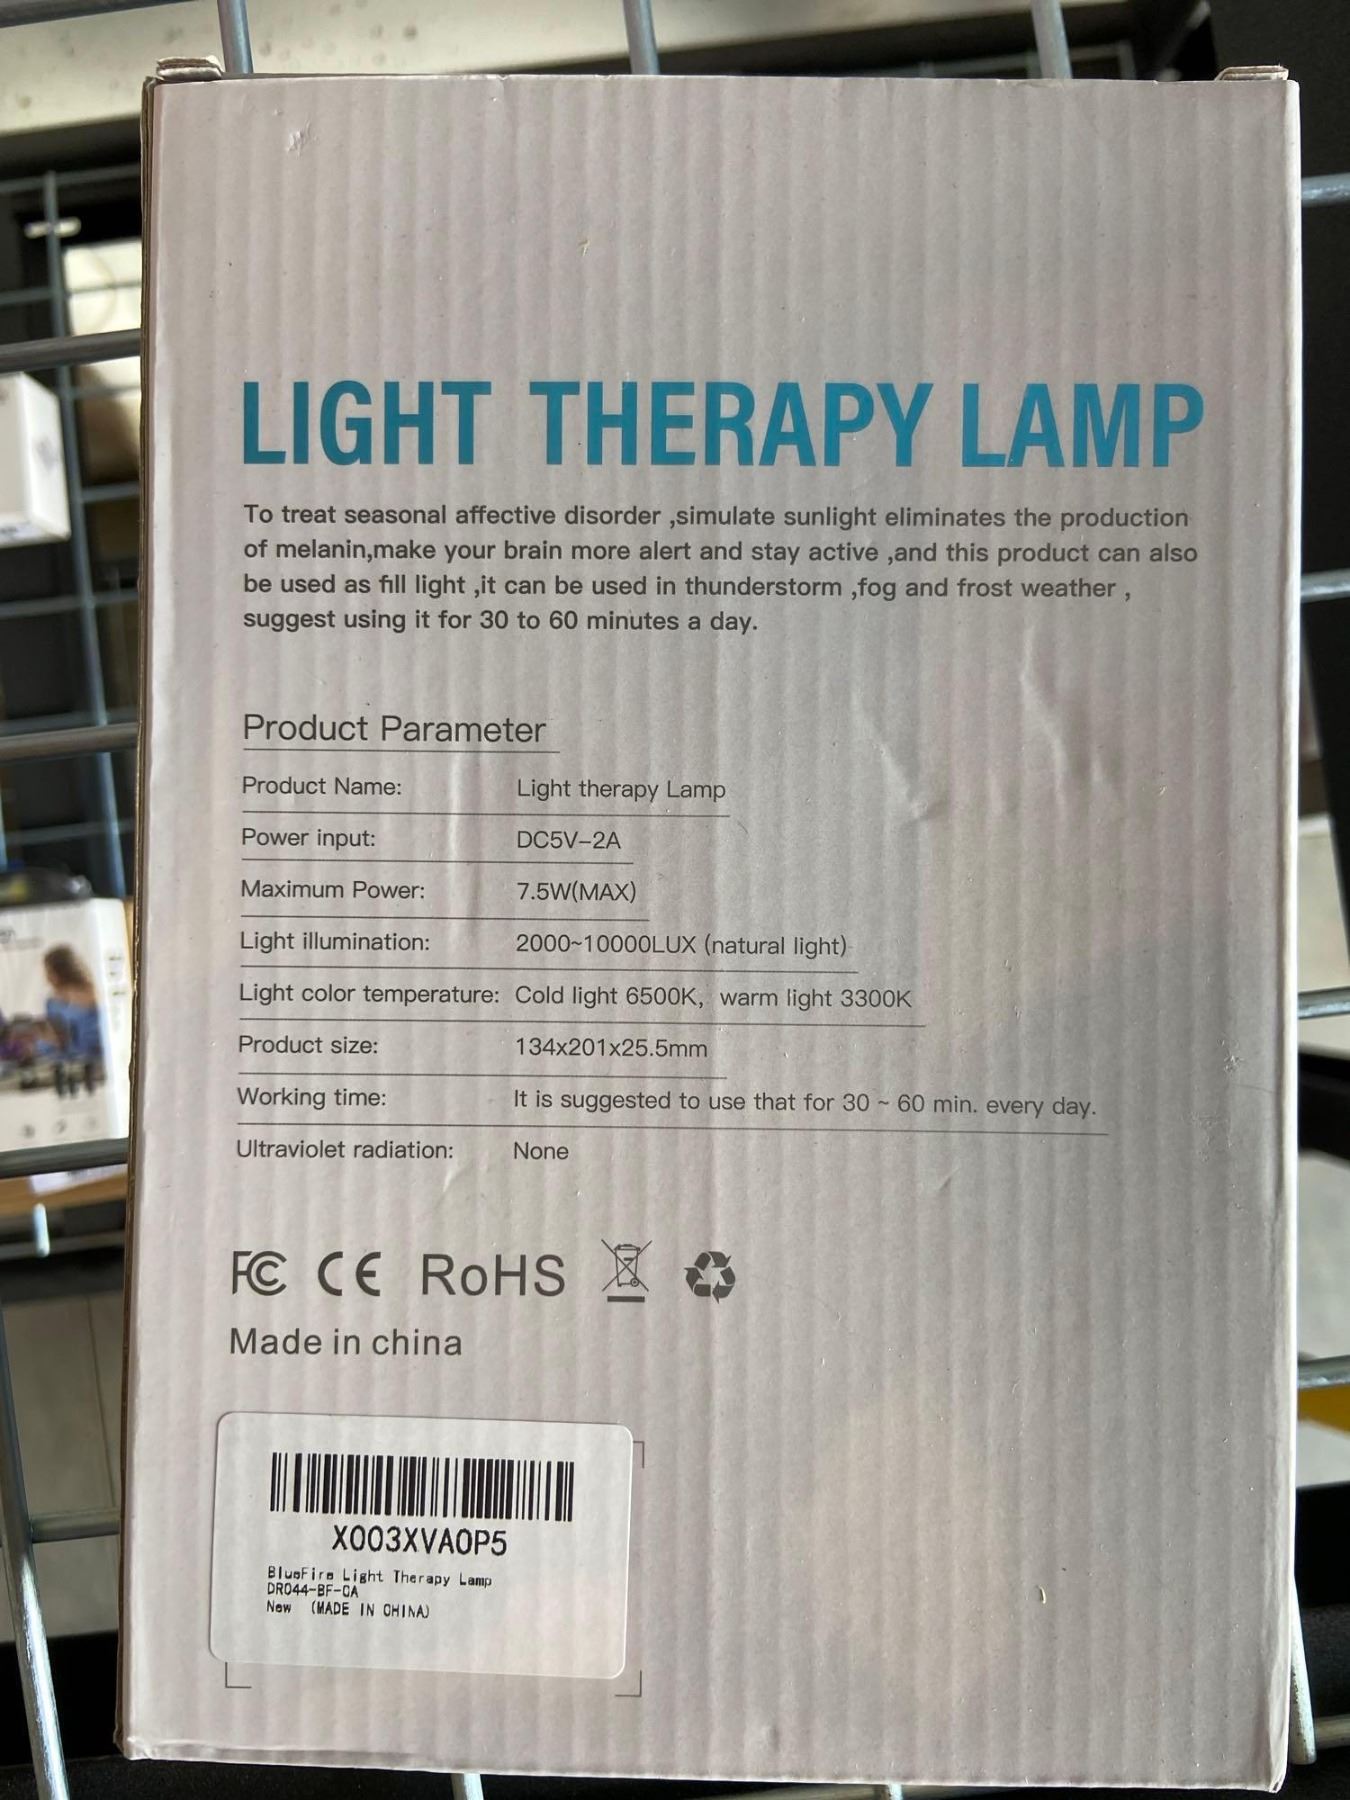 LIGHT THERAPY LAMP
To treat seasonal affective disorder ,simulate sunlight eliminates the production
of melanin,make your brain more alert and stay active ,and this product can also
be used as fill light ,it can be used in thunderstorm ,fog and frost weather ,
suggest using it for 30 to 60 minutes a day.
Product Parameter
Product Name: Light therapy Lamp
Power input: DC5V-2A
Maximum Power: 7.5W(MAX)
Light illumination: 2000~10000LUX (natural light)
Light color temperature: Cold light 6500K, warm light 3300K
Product size: 134x201x25.5mm
Working time: It is suggested to use that for 30 ~ 60 min. every day.
Ultraviolet radiation: None
FC CE RoHS
Made in china
X003XVA0P5
BlueFire Light Therapy Lamp
DR044-BF-CA
New (MADE IN CHINA)